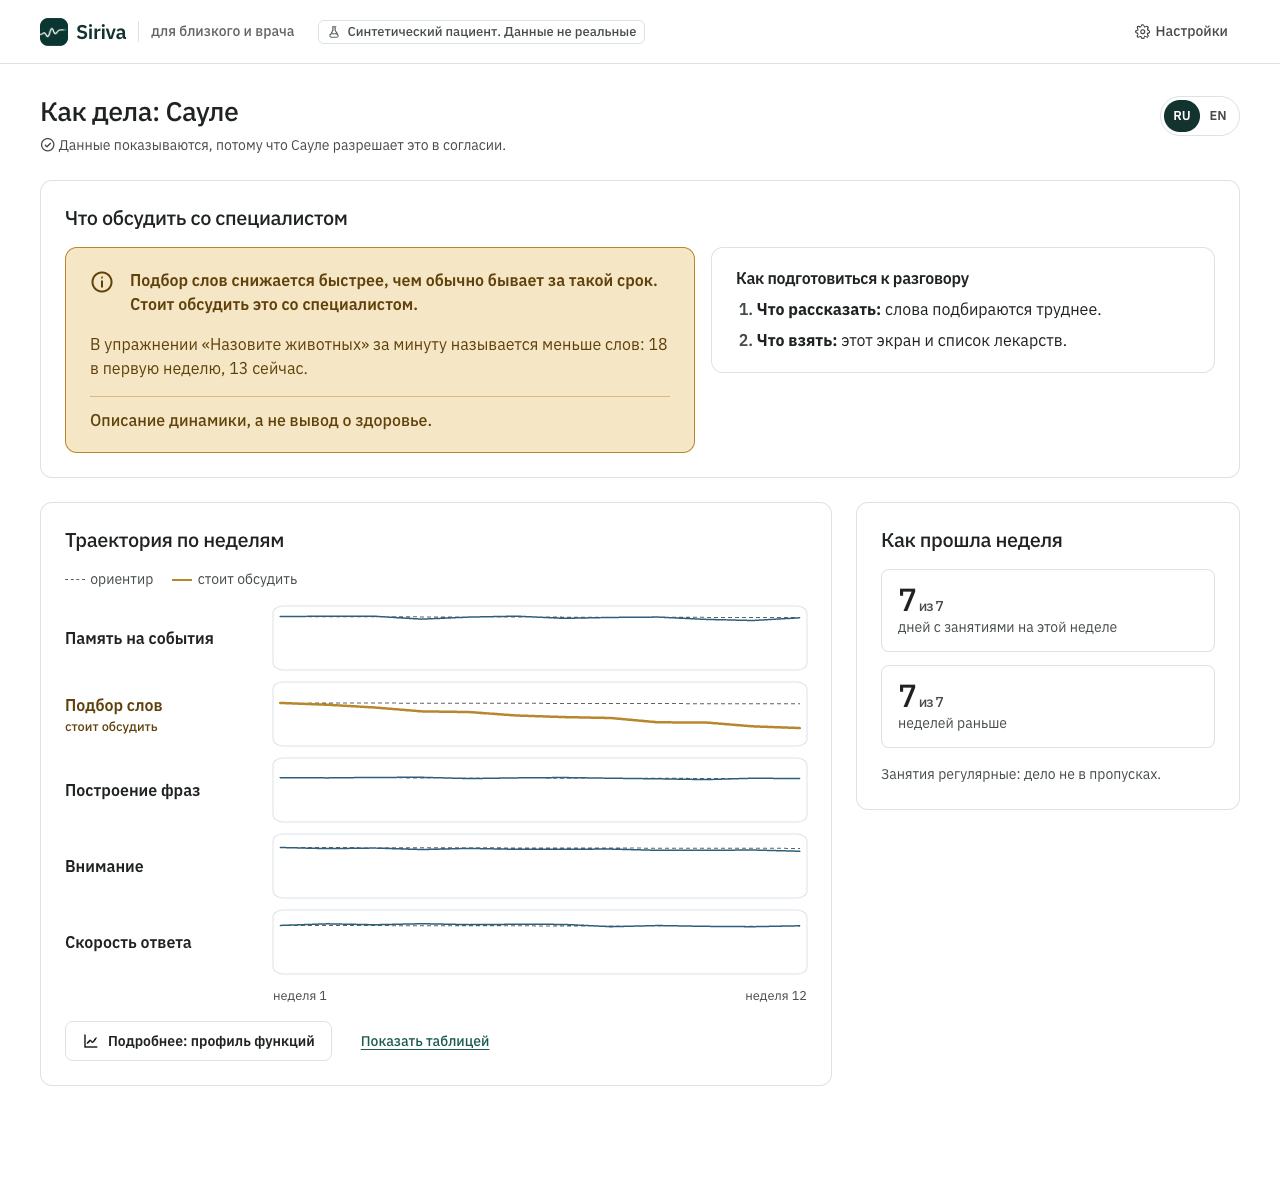 Siriva
для близкого и врача
Синтетический пациент. Данные не реальные
Настройки
Как дела: Сауле
RU EN
Данные показываются, потому что Сауле разрешает это в согласии.
Что обсудить со специалистом
Подбор слов снижается быстрее, чем обычно бывает за такой срок.
Стоит обсудить это со специалистом.
В упражнении «Назовите животных» за минуту называется меньше слов: 18
в первую неделю, 13 сейчас.
Описание динамики, а не вывод о здоровье.
Как подготовиться к разговору
1. Что рассказать: слова подбираются труднее.
2. Что взять: этот экран и список лекарств.
Траектория по неделям
ориентир
стоит обсудить
Память на события
Подбор слов
стоит обсудить
Построение фраз
Внимание
Скорость ответа
неделя 1
неделя 12
Подробнее: профиль функций
Показать таблицей
Как прошла неделя
7 из 7
дней с занятиями на этой неделе
7 из 7
неделей раньше
Занятия регулярные: дело не в пропусках.